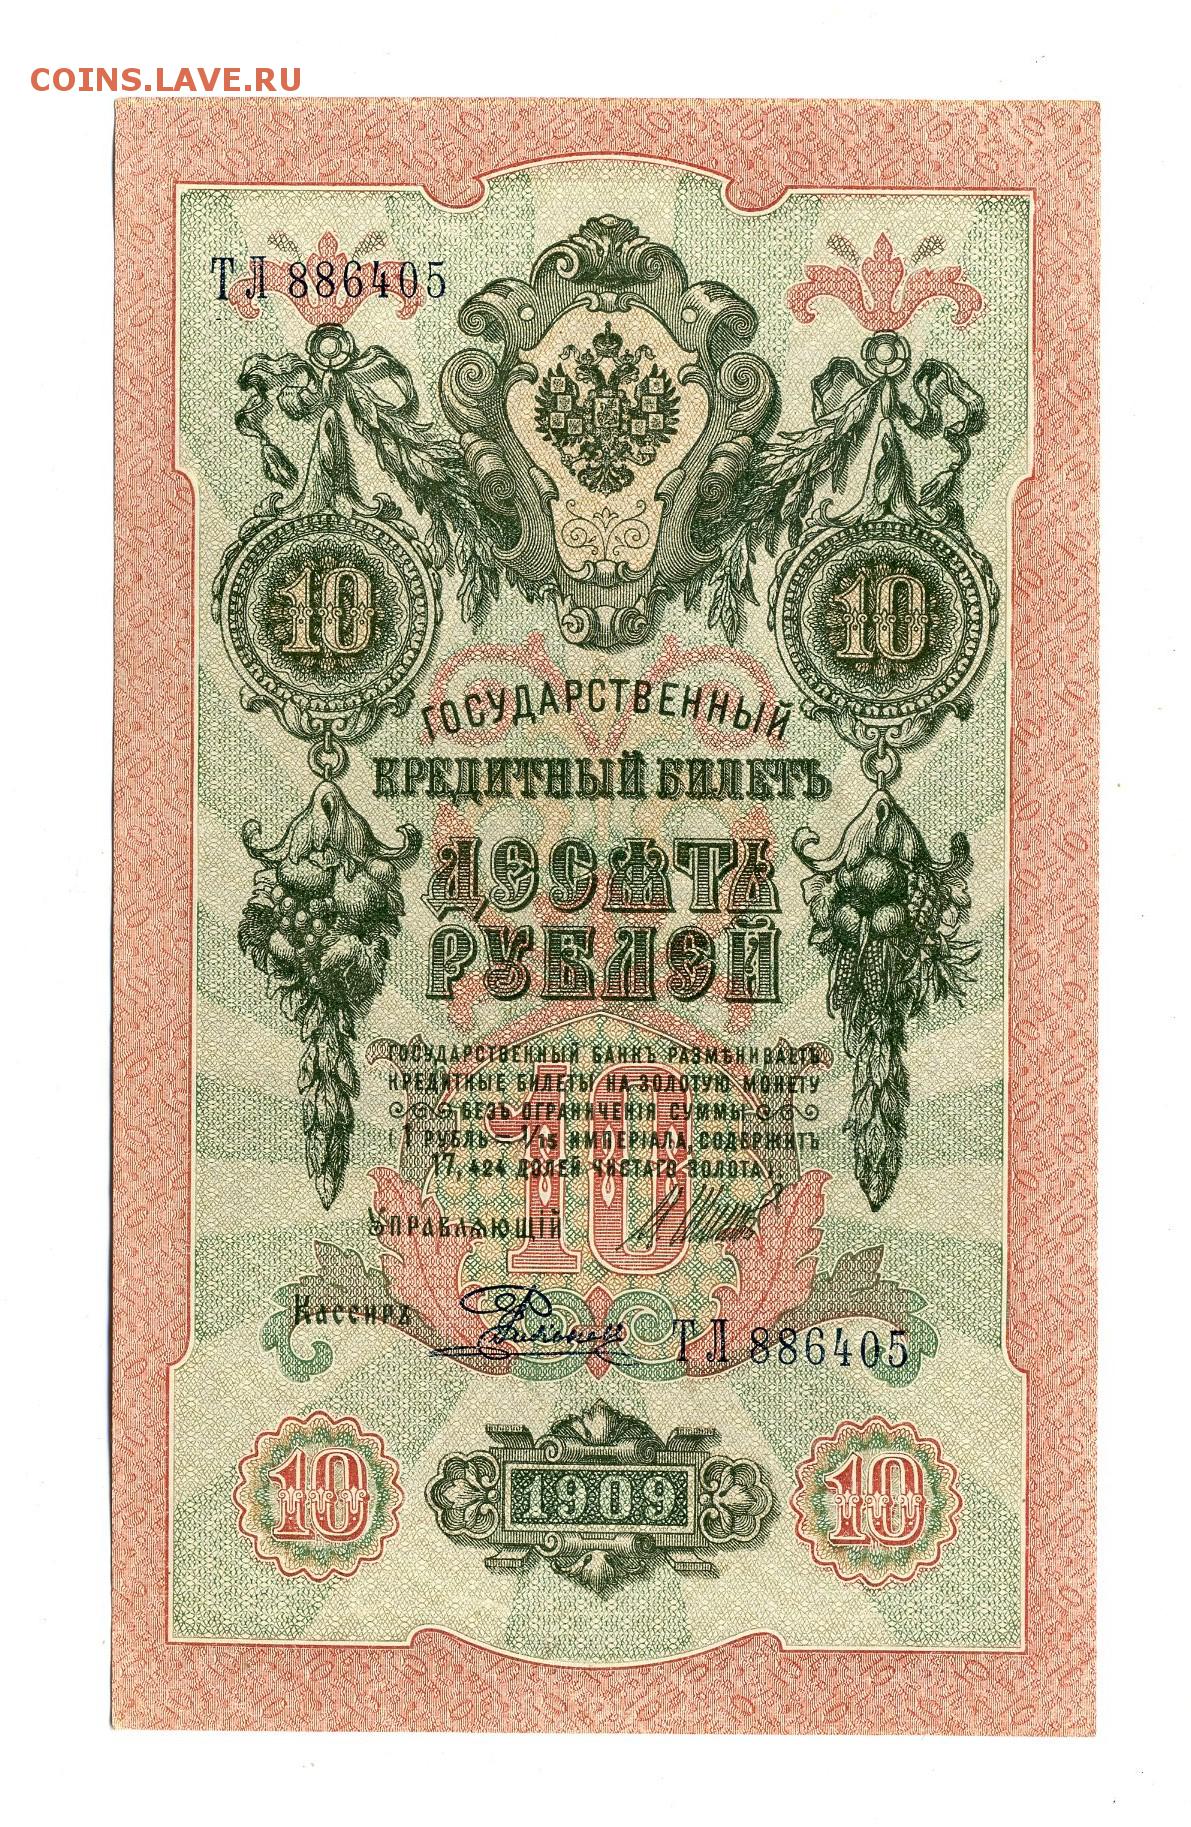 COINS.LAVE.RU
ТЛ 886405
10
10
ГОСУДАРСТВЕННЫЙ
КРЕДИТНЫЙ БИЛЕТЪ
ДЕСЯТЬ
РУБЛЕЙ
ГОСУДАРСТВЕННЫЙ БАНКЪ РАЗМѢНИВАЕТЪ
КРЕДИТНЫЕ БИЛЕТЫ НА ЗОЛОТУЮ МОНЕТУ
БЕЗЪ ОГРАНИЧЕНІЯ СУММЫ
(1 РУБЛЬ = 1/15 ИМПЕРІАЛА, СОДЕРЖИТЪ
17,424 ДОЛЕЙ ЧИСТАГО ЗОЛОТА).
10
УПРАВЛЯЮЩІЙ
Кассиръ
ТЛ 886405
10
1909
10